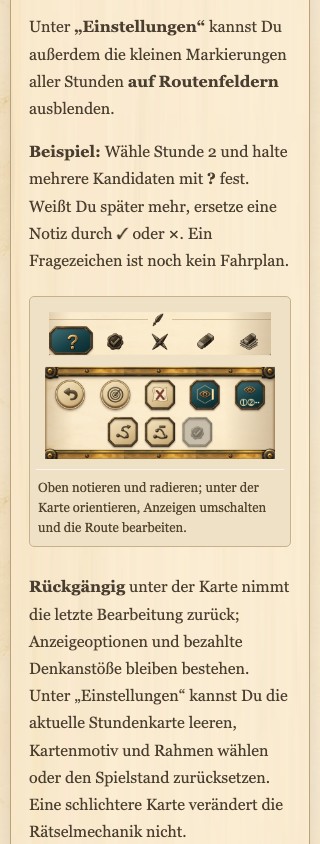 Unter „Einstellungen“ kannst Du
außerdem die kleinen Markierungen
aller Stunden auf Routenfeldern
ausblenden.
Beispiel: Wähle Stunde 2 und halte
mehrere Kandidaten mit ? fest.
Weißt Du später mehr, ersetze eine
Notiz durch ✓ oder ×. Ein
Fragezeichen ist noch kein Fahrplan.
?
①②···
Oben notieren und radieren; unter der
Karte orientieren, Anzeigen umschalten
und die Route bearbeiten.
Rückgängig unter der Karte nimmt
die letzte Bearbeitung zurück;
Anzeigeoptionen und bezahlte
Denkanstöße bleiben bestehen.
Unter „Einstellungen“ kannst Du die
aktuelle Stundenkarte leeren,
Kartenmotiv und Rahmen wählen
oder den Spielstand zurücksetzen.
Eine schlichtere Karte verändert die
Rätselmechanik nicht.